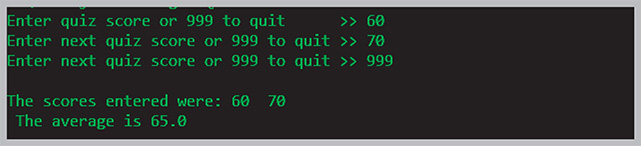 Enter quiz score or 999 to quit      >> 60
Enter next quiz score or 999 to quit >> 70
Enter next quiz score or 999 to quit >> 999

The scores entered were: 60  70
 The average is 65.0